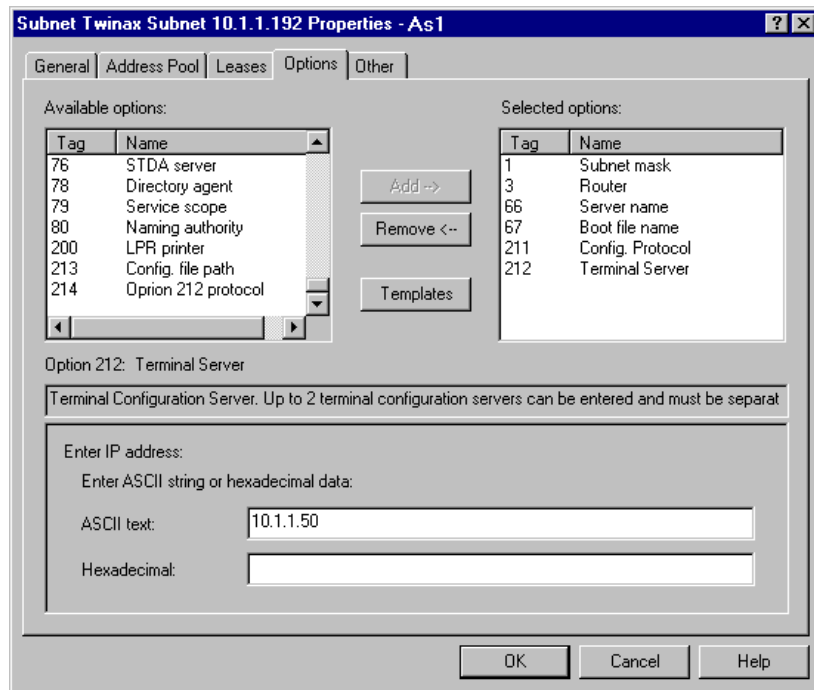 Subnet Twinax Subnet 10.1.1.192 Properties - As1
General Address Pool Leases Options Other
Available options: Selected options:
Tag Name Tag Name
76 STDA server 1 Subnet mask
78 Directory agent Add --> 3 Router
79 Service scope 66 Server name
80 Naming authority Remove <-- 67 Boot file name
200 LPR printer 211 Config. Protocol
213 Config. file path 212 Terminal Server
214 Oprion 212 protocol Templates
Option 212: Terminal Server
Terminal Configuration Server. Up to 2 terminal configuration servers can be entered and must be separat
Enter IP address:
Enter ASCII string or hexadecimal data:
ASCII text: 10.1.1.50
Hexadecimal:
OK Cancel Help